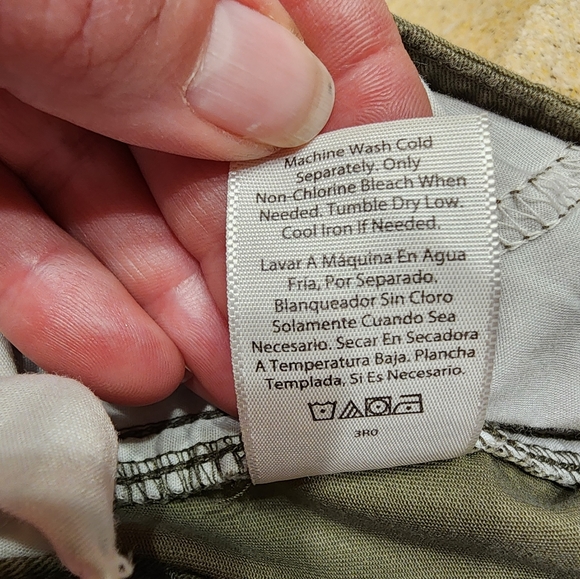 Machine Wash Cold
Separately. Only
Non-Chlorine Bleach When
Needed. Tumble Dry Low.
Cool Iron If Needed.
Lavar A Máquina En Agua
Fría, Por Separado.
Blanqueador Sin Cloro
Solamente Cuando Sea
Necesario. Secar En Secadora
A Temperatura Baja. Plancha
Templada, Si Es Necesario.
3R0